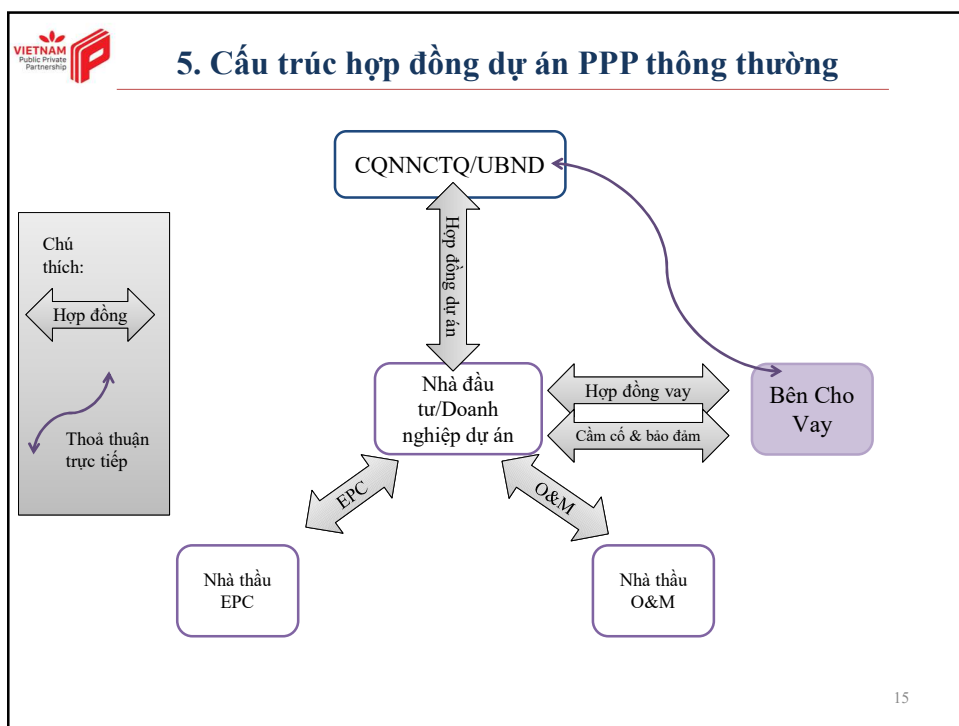 VIETNAM
Public Private
Partnership
5. Cấu trúc hợp đồng dự án PPP thông thường
CQNNCTQ/UBND
Hợp đồng dự án
Chú
thích:
Hợp đồng
Thoả thuận
trực tiếp
Nhà đầu
tư/Doanh
nghiệp dự án
Hợp đồng vay
Cầm cố & bảo đảm
Bên Cho
Vay
EPC
O&M
Nhà thầu
EPC
Nhà thầu
O&M
15